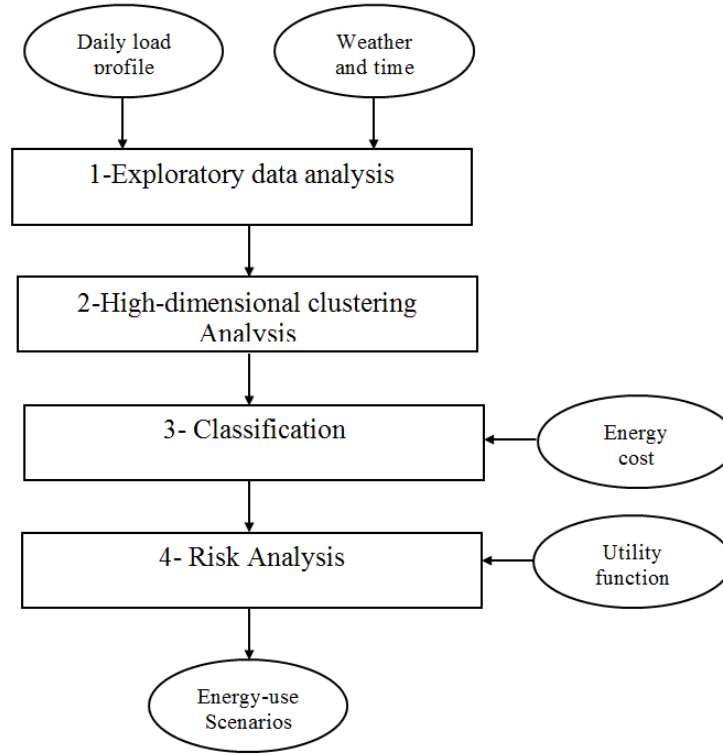 Daily load
profile
Weather
and time
1-Exploratory data analysis
2-High-dimensional clustering
Analysis
3- Classification
Energy
cost
4- Risk Analysis
Utility
function
Energy-use
Scenarios